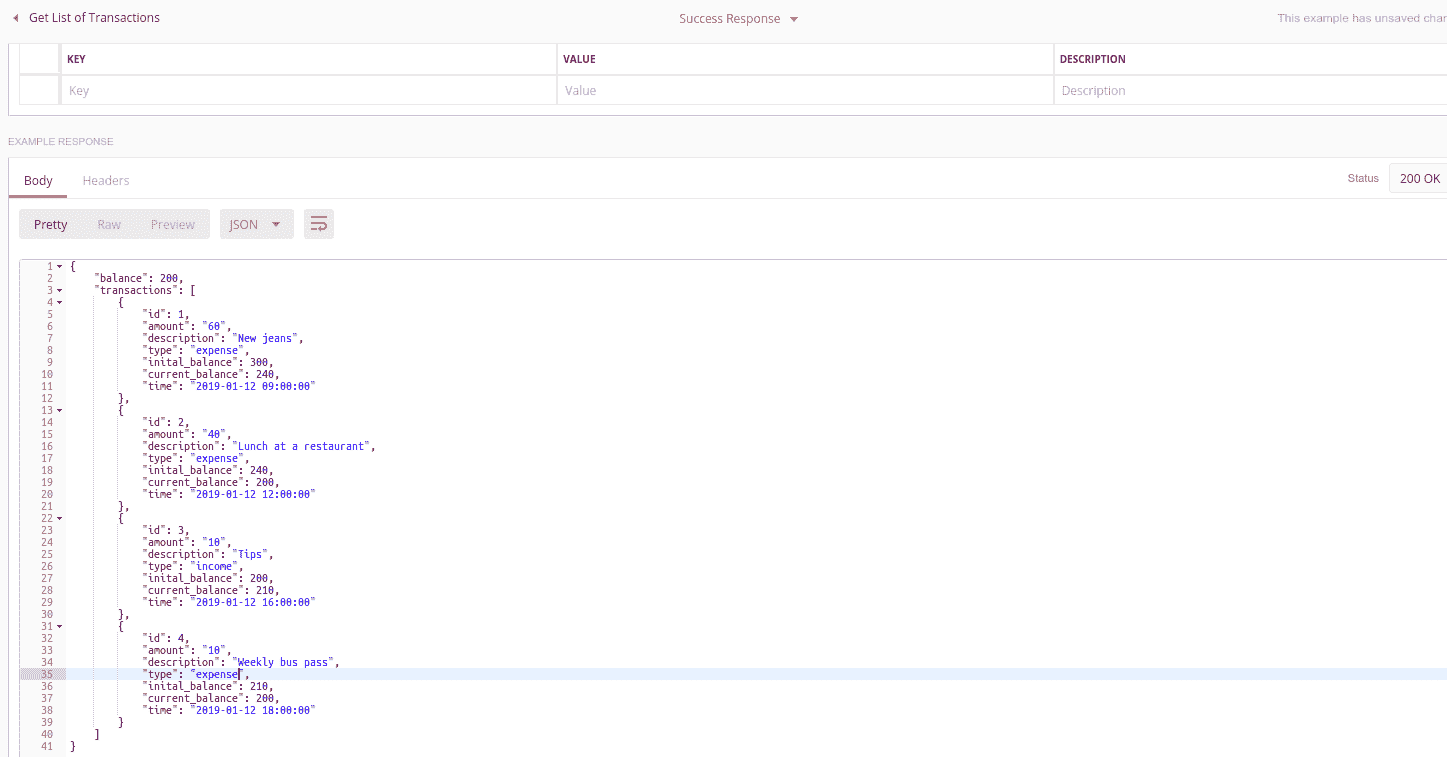 Get List of Transactions
Success Response
This example has unsaved char
KEY VALUE DESCRIPTION
Key Value Description
EXAMPLE RESPONSE
Body Headers
Status 200 OK
Pretty Raw Preview JSON
1 {
2 "balance": 200,
3 "transactions": [
4 {
5 "id": 1,
6 "amount": "60",
7 "description": "New jeans",
8 "type": "expense",
9 "inital_balance": 300,
10 "current_balance": 240,
11 "time": "2019-01-12 09:00:00"
12 },
13 {
14 "id": 2,
15 "amount": "40",
16 "description": "Lunch at a restaurant",
17 "type": "expense",
18 "inital_balance": 240,
19 "current_balance": 200,
20 "time": "2019-01-12 12:00:00"
21 },
22 {
23 "id": 3,
24 "amount": "10",
25 "description": "Tips",
26 "type": "income",
27 "inital_balance": 200,
28 "current_balance": 210,
29 "time": "2019-01-12 16:00:00"
30 },
31 {
32 "id": 4,
33 "amount": "10",
34 "description": "Weekly bus pass",
35 "type": "expense",
36 "inital_balance": 210,
37 "current_balance": 200,
38 "time": "2019-01-12 18:00:00"
39 }
40 ]
41 }